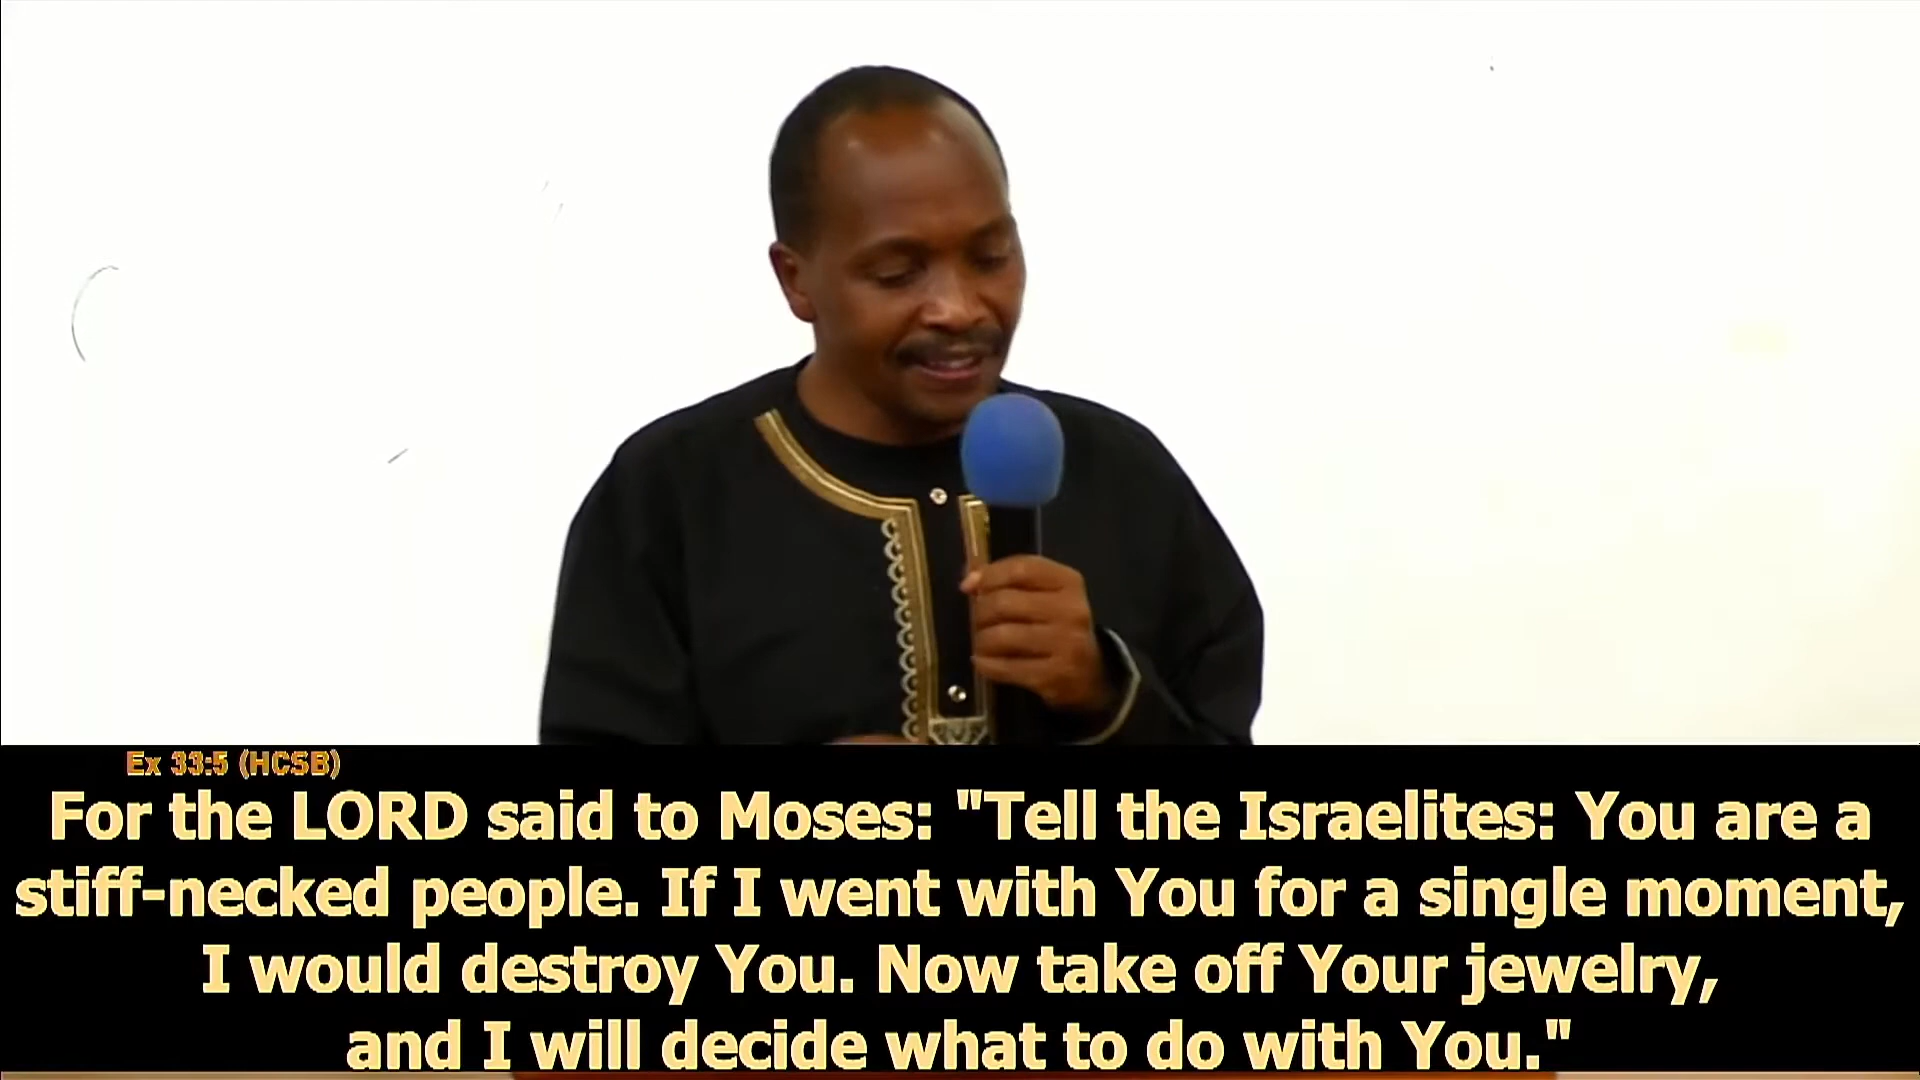 Ex 33:5 (HCSB)
For the LORD said to Moses: "Tell the Israelites: You are a
stiff-necked people. If I went with You for a single moment,
I would destroy You. Now take off Your jewelry,
and I will decide what to do with You."